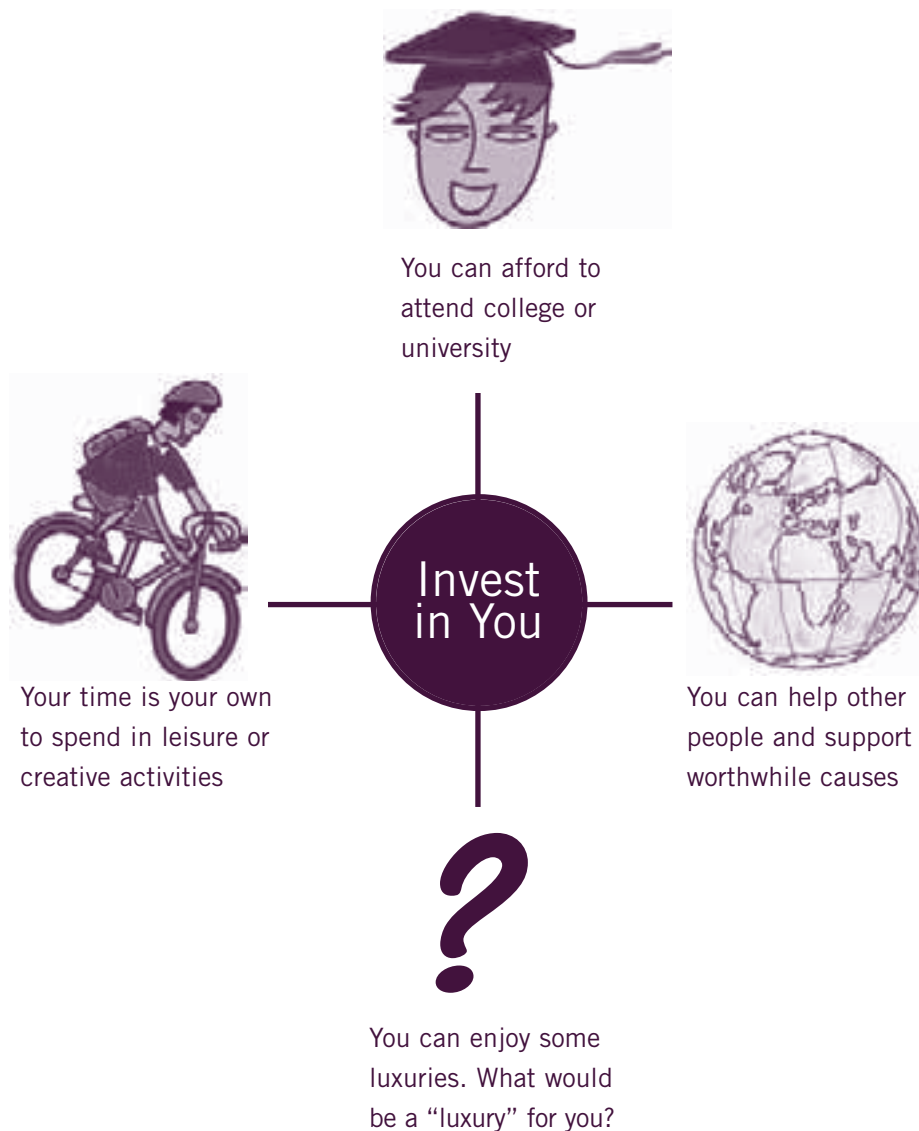 You can afford to
attend college or
university
Invest
in You
Your time is your own
to spend in leisure or
creative activities
You can help other
people and support
worthwhile causes
?
You can enjoy some
luxuries. What would
be a “luxury” for you?